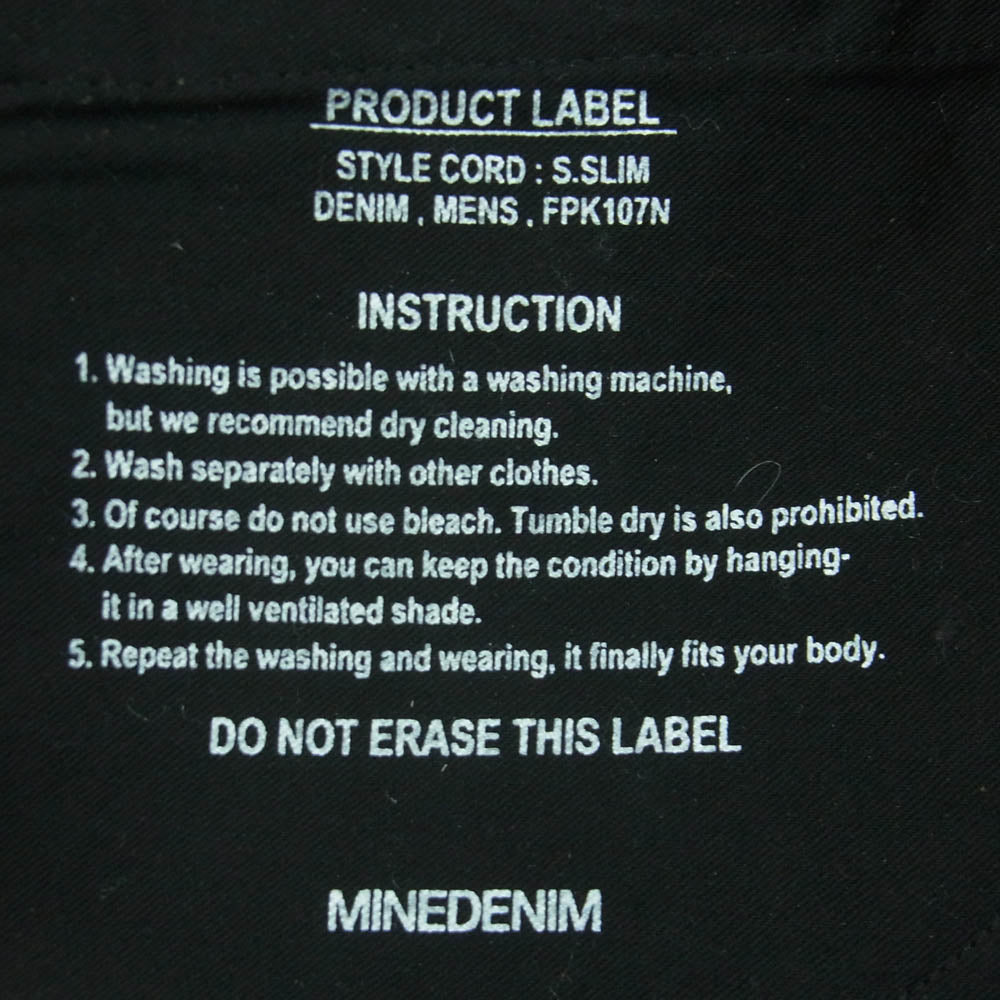 PRODUCT LABEL
STYLE CORD : S.SLIM
DENIM , MENS , FPK107N
INSTRUCTION
1. Washing is possible with a washing machine,
but we recommend dry cleaning.
2. Wash separately with other clothes.
3. Of course do not use bleach. Tumble dry is also prohibited.
4. After wearing, you can keep the condition by hanging-
it in a well ventilated shade.
5. Repeat the washing and wearing, it finally fits your body.
DO NOT ERASE THIS LABEL
MINEDENIM